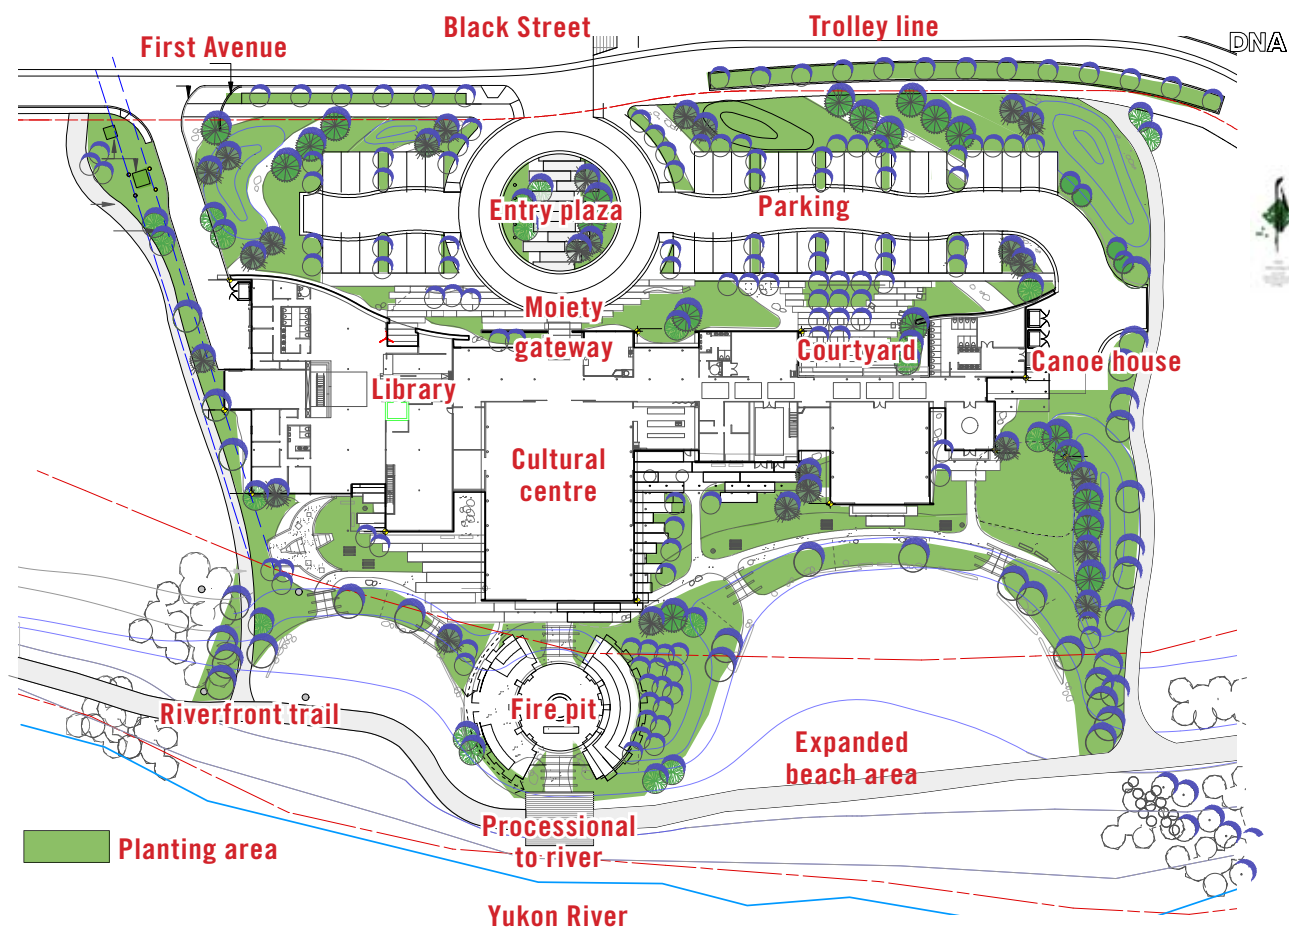 Black Street
Trolley line
First Avenue
DNA
Entry plaza
Parking
Moiety
gateway
Courtyard
Canoe house
Library
Cultural
centre
Riverfront trail
Fire pit
Expanded
beach area
Processional
to river
Planting area
Yukon River